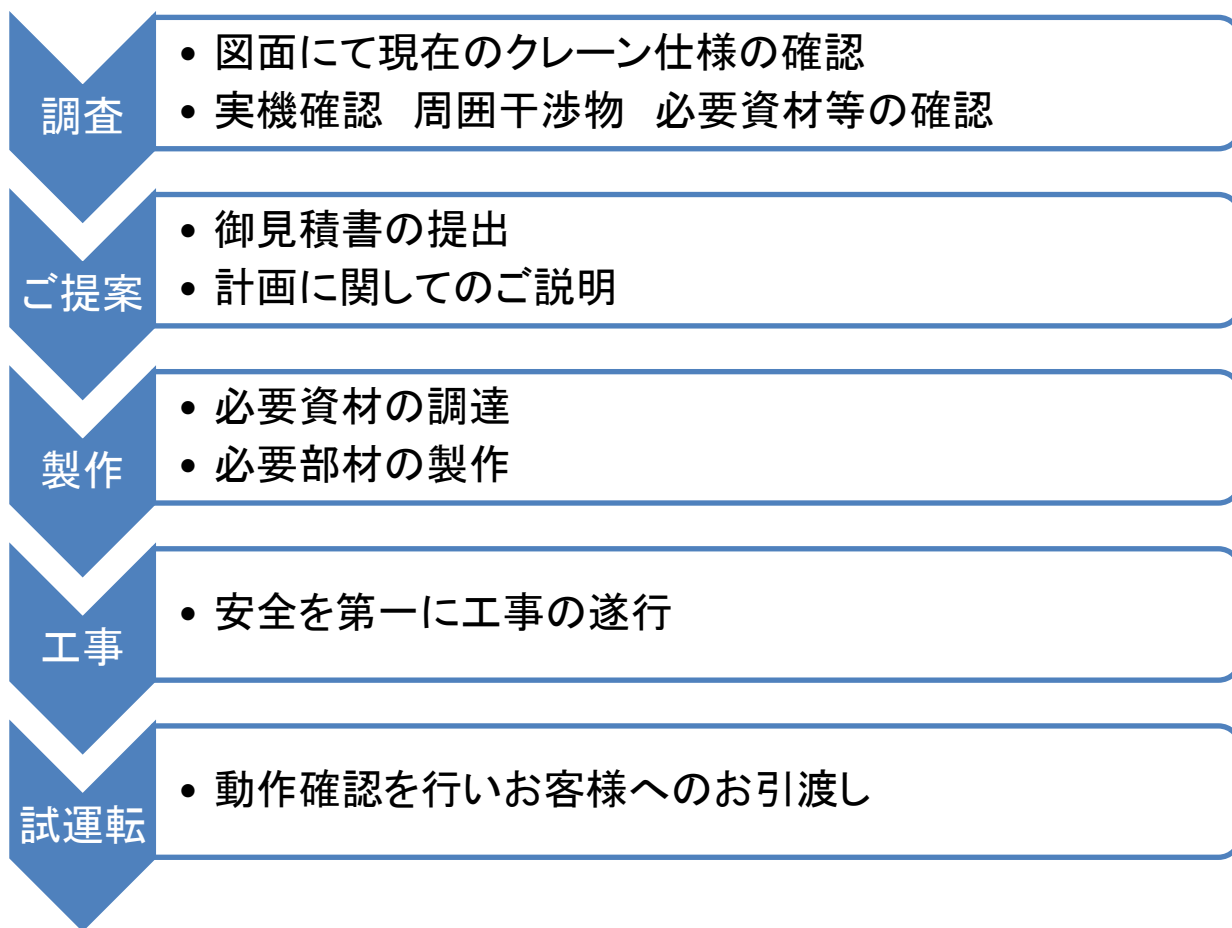 調査
• 図面にて現在のクレーン仕様の確認
• 実機確認　周囲干渉物　必要資材等の確認
ご提案
• 御見積書の提出
• 計画に関してのご説明
製作
• 必要資材の調達
• 必要部材の製作
工事
• 安全を第一に工事の遂行
試運転
• 動作確認を行いお客様へのお引渡し